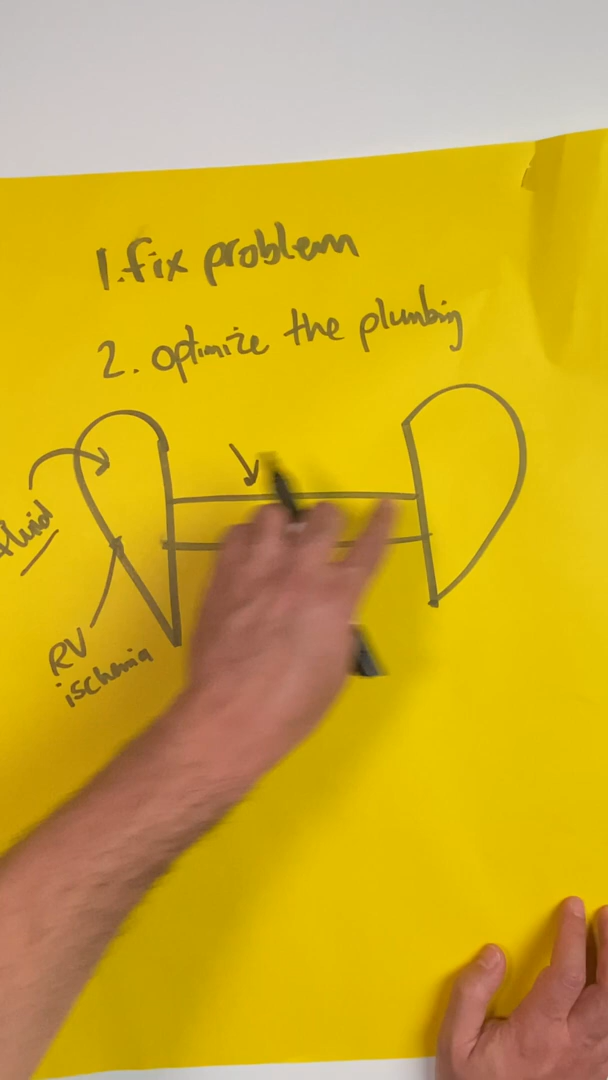 1. fix problem
2. optimize the plumbing
fluid
RV
ischemia